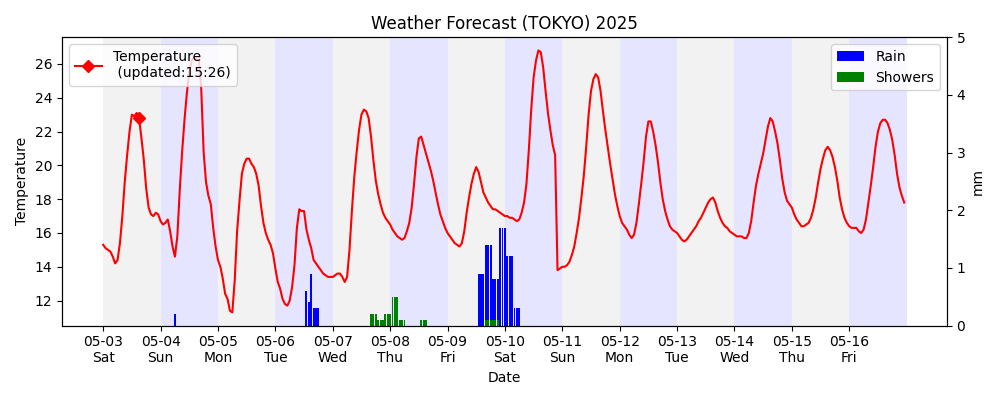 Weather Forecast (TOKYO) 2025
Temperature
(updated:15:26)
Rain
Showers
Temperature
26
24
22
20
18
16
14
12
5
4
3
2
1
0
mm
05-03 05-04 05-05 05-06 05-07 05-08 05-09 05-10 05-11 05-12 05-13 05-14 05-15 05-16
Sat Sun Mon Tue Wed Thu Fri Sat Sun Mon Tue Wed Thu Fri
Date